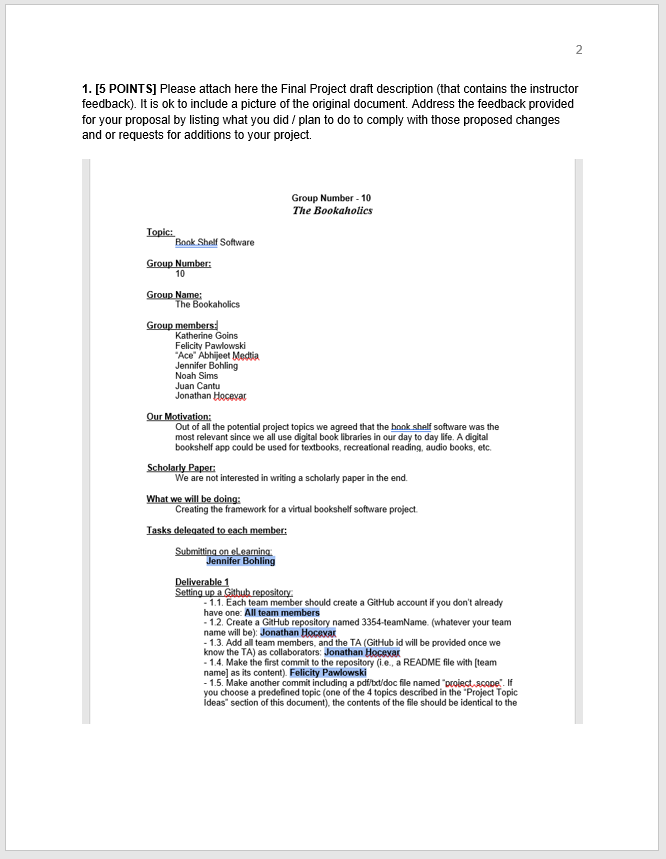 2
1. [5 POINTS] Please attach here the Final Project draft description (that contains the instructor
feedback). It is ok to include a picture of the original document. Address the feedback provided
for your proposal by listing what you did / plan to do to comply with those proposed changes
and or requests for additions to your project.
Group Number - 10
The Bookaholics
Topic:
Book Shelf Software
Group Number:
10
Group Name:
The Bookaholics
Group members:
Katherine Goins
Felicity Pawlowski
“Ace” Abhijeet Medtia
Jennifer Bohling
Noah Sims
Juan Cantu
Jonathan Hocevar
Our Motivation:
Out of all the potential project topics we agreed that the book shelf software was the
most relevant since we all use digital book libraries in our day to day life. A digital
bookshelf app could be used for textbooks, recreational reading, audio books, etc.
Scholarly Paper:
We are not interested in writing a scholarly paper in the end.
What we will be doing:
Creating the framework for a virtual bookshelf software project.
Tasks delegated to each member:
Submitting on eLearning:
Jennifer Bohling
Deliverable 1
Setting up a Github repository:
- 1.1. Each team member should create a GitHub account if you don’t already
have one: All team members
- 1.2. Create a GitHub repository named 3354-teamName. (whatever your team
name will be): Jonathan Hocevar
- 1.3. Add all team members, and the TA (GitHub id will be provided once we
know the TA) as collaborators: Jonathan Hocevar
- 1.4. Make the first commit to the repository (i.e., a README file with [team
name] as its content). Felicity Pawlowski
- 1.5. Make another commit including a pdf/txt/doc file named “project_scope”. If
you choose a predefined topic (one of the 4 topics described in the “Project Topic
Ideas” section of this document), the contents of the file should be identical to the